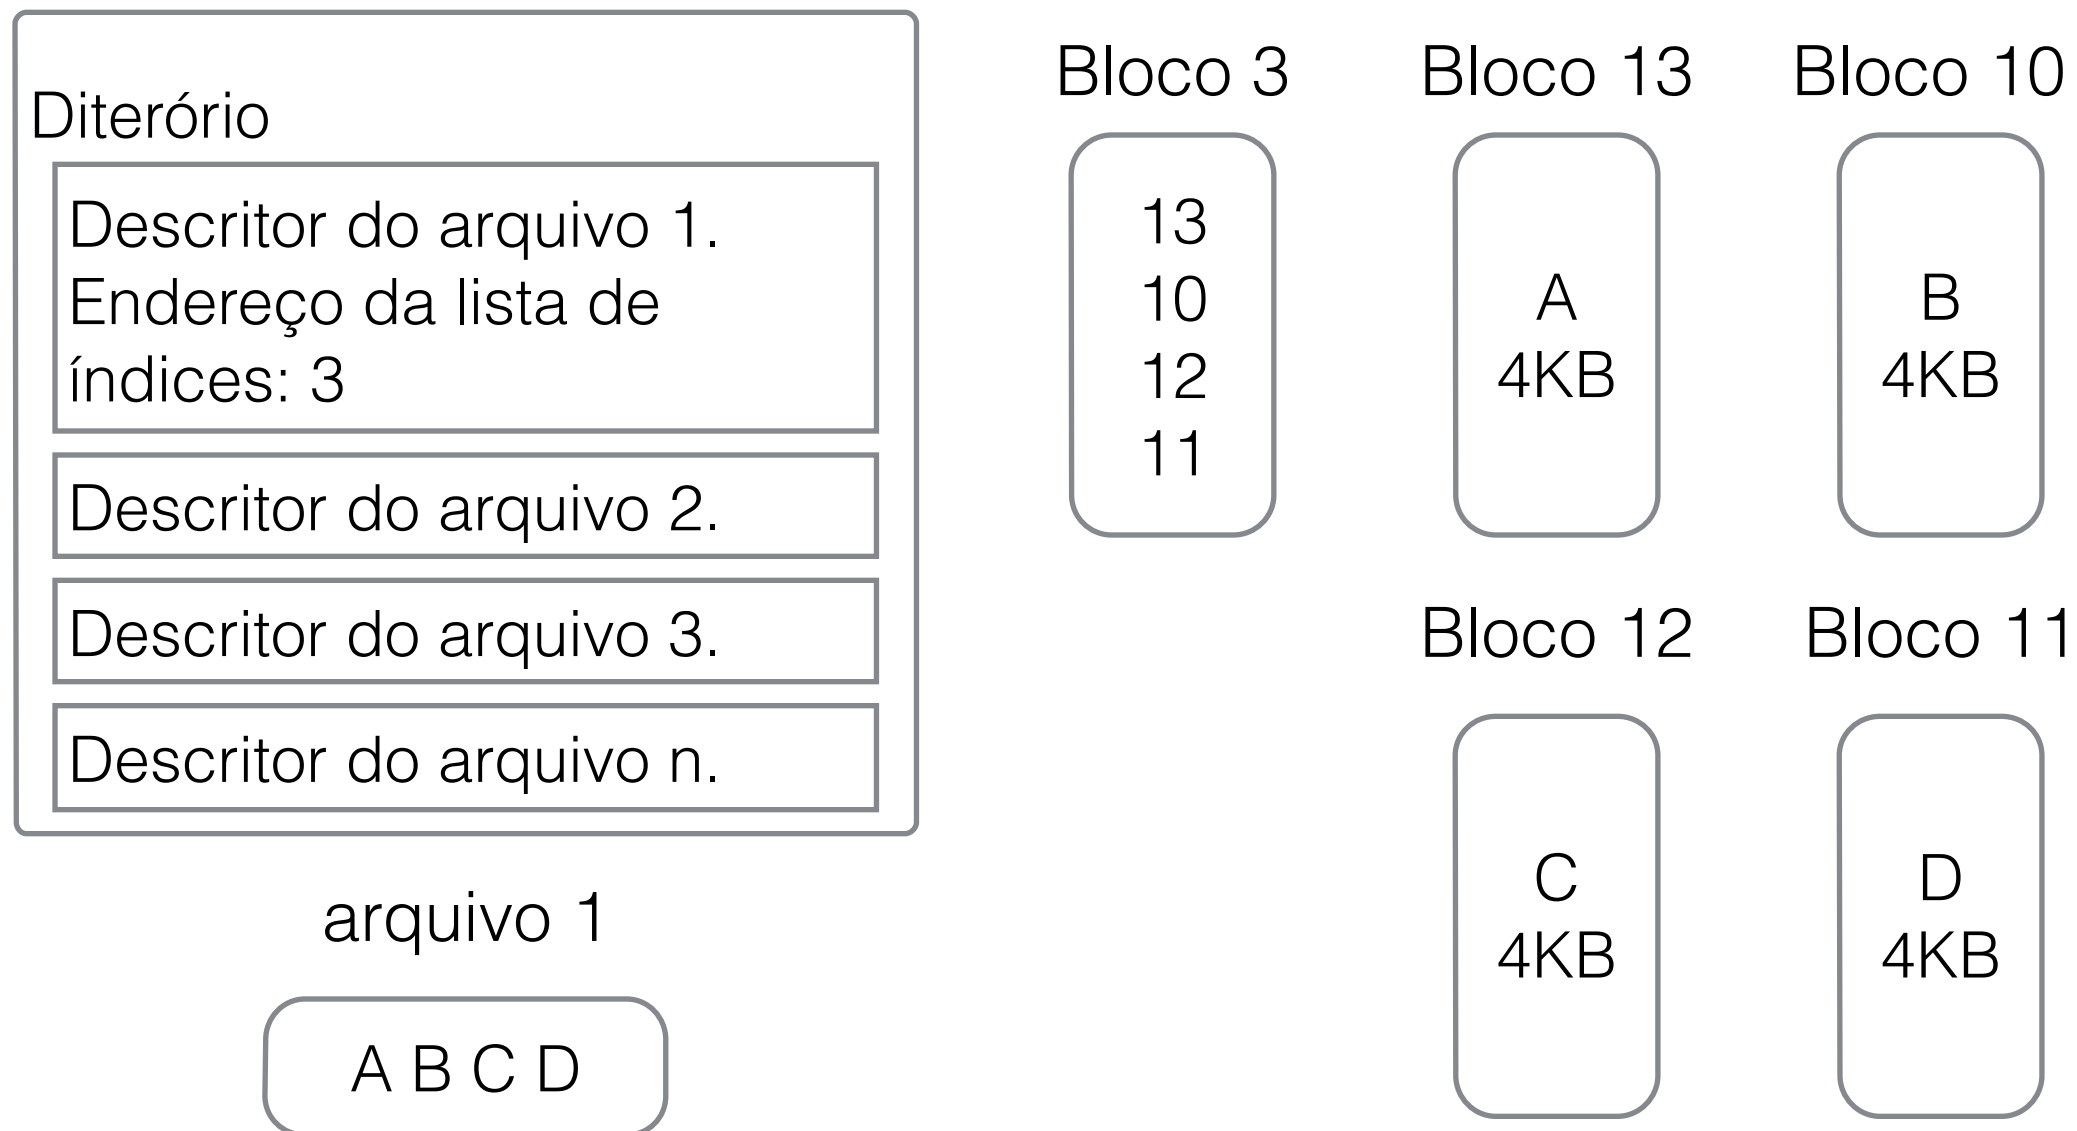 Diterório
Descritor do arquivo 1.
Endereço da lista de
índices: 3
Descritor do arquivo 2.
Descritor do arquivo 3.
Descritor do arquivo n.
arquivo 1
A B C D
Bloco 3
13
10
12
11
Bloco 13
A
4KB
Bloco 10
B
4KB
Bloco 12
C
4KB
Bloco 11
D
4KB